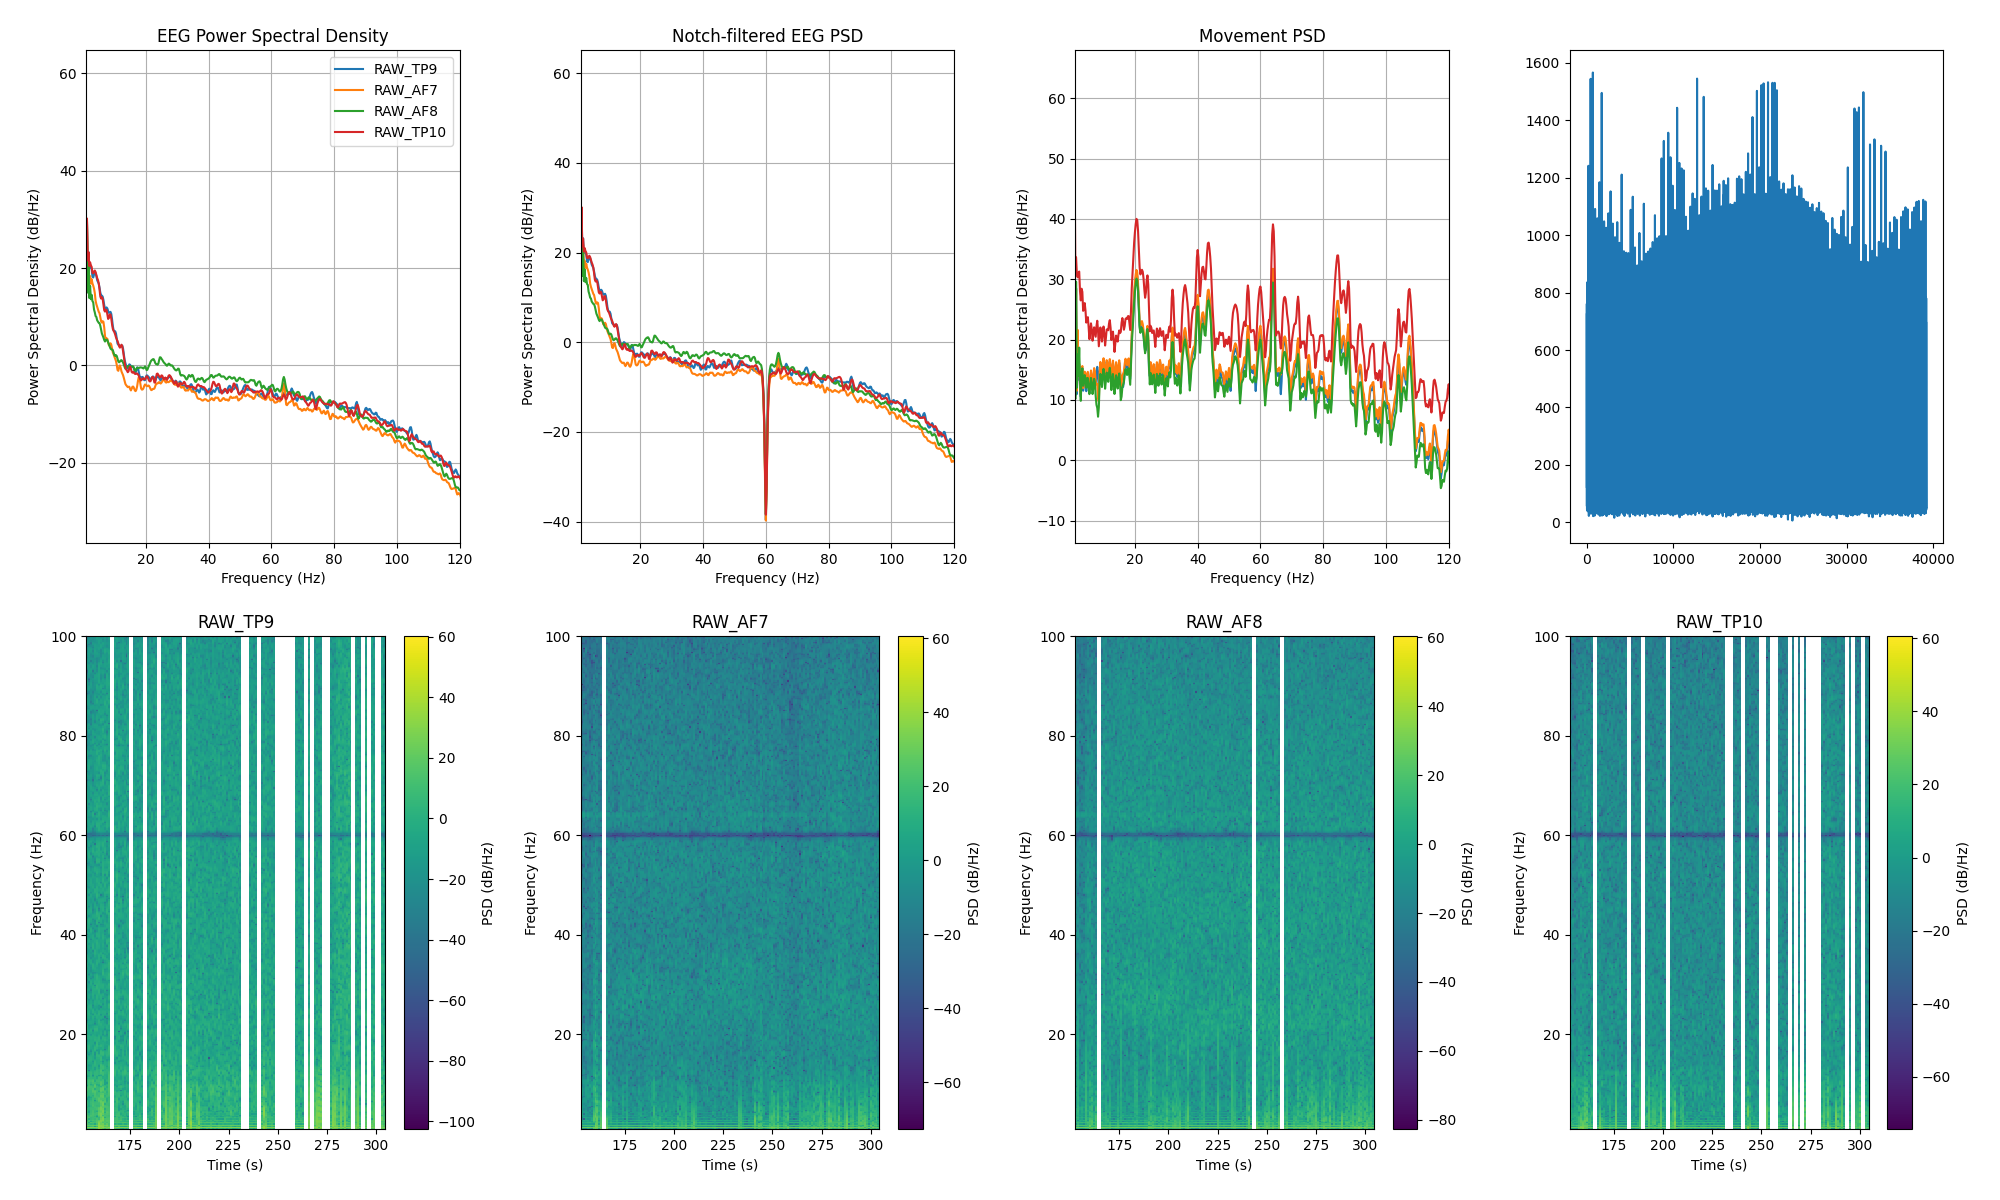 EEG Power Spectral Density
60
40
20
0
−20
Power Spectral Density (dB/Hz)
RAW_TP9
RAW_AF7
RAW_AF8
RAW_TP10
20 40 60 80 100 120
Frequency (Hz)
Notch-filtered EEG PSD
60
40
20
0
−20
−40
Power Spectral Density (dB/Hz)
20 40 60 80 100 120
Frequency (Hz)
Movement PSD
60
50
40
30
20
10
0
−10
Power Spectral Density (dB/Hz)
20 40 60 80 100 120
Frequency (Hz)
1600
1400
1200
1000
800
600
400
200
0
0 10000 20000 30000 40000
RAW_TP9
100
80
60
40
20
Frequency (Hz)
175 200 225 250 275 300
Time (s)
60
40
20
0
−20
−40
−60
−80
−100
PSD (dB/Hz)
RAW_AF7
100
80
60
40
20
Frequency (Hz)
175 200 225 250 275 300
Time (s)
60
40
20
0
−20
−40
−60
PSD (dB/Hz)
RAW_AF8
100
80
60
40
20
Frequency (Hz)
175 200 225 250 275 300
Time (s)
60
40
20
0
−20
−40
−60
−80
PSD (dB/Hz)
RAW_TP10
100
80
60
40
20
Frequency (Hz)
175 200 225 250 275 300
Time (s)
60
40
20
0
−20
−40
−60
PSD (dB/Hz)